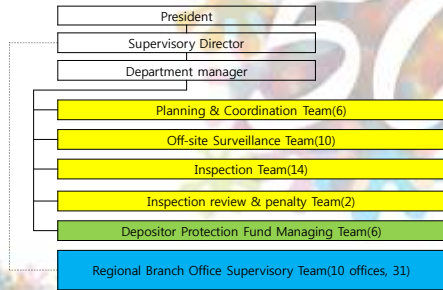 President
Supervisory Director
Department manager
Planning & Coordination Team(6)
Off-site Surveillance Team(10)
Inspection Team(14)
Inspection review & penalty Team(2)
Depositor Protection Fund Managing Team(6)
Regional Branch Office Supervisory Team(10 offices, 31)